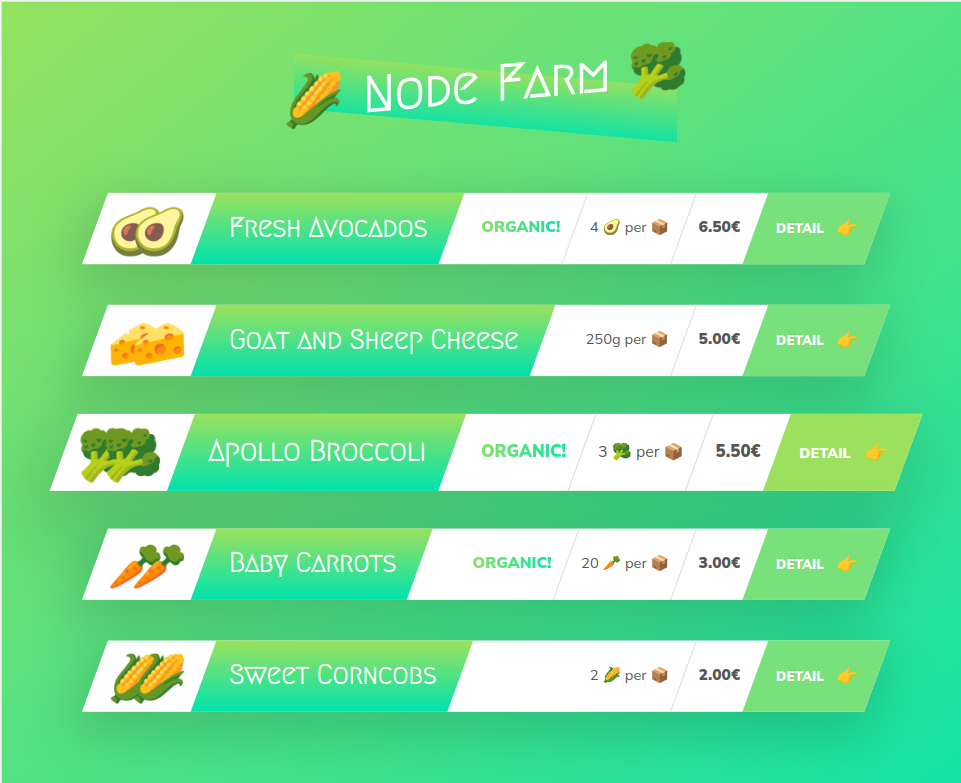 🌽 Node Farm 🥦
Fresh Avocados ORGANIC! 4 🥑 per 📦 6.50€ DETAIL 👉
Goat and Sheep Cheese 250g per 📦 5.00€ DETAIL 👉
Apollo Broccoli ORGANIC! 3 🥦 per 📦 5.50€ DETAIL 👉
Baby Carrots ORGANIC! 20 🥕 per 📦 3.00€ DETAIL 👉
Sweet Corncobs 2 🌽 per 📦 2.00€ DETAIL 👉